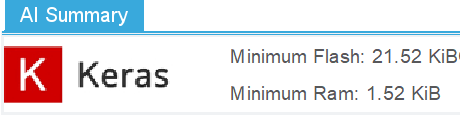 AI Summary
K Keras
Minimum Flash: 21.52 KiB
Minimum Ram: 1.52 KiB